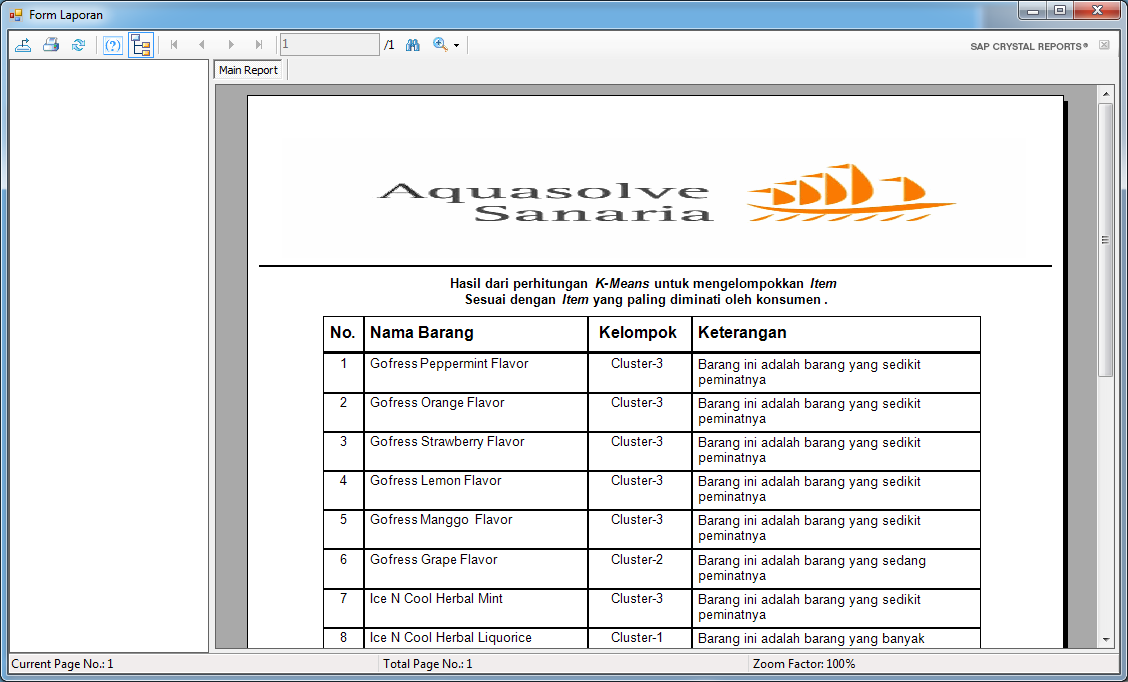 Form Laporan
1 /1
SAP CRYSTAL REPORTS®
Main Report
Aquasolve
Sanaria
Hasil dari perhitungan K-Means untuk mengelompokkan Item
Sesuai dengan Item yang paling diminati oleh konsumen .
No. Nama Barang Kelompok Keterangan
1 Gofress Peppermint Flavor Cluster-3 Barang ini adalah barang yang sedikit
peminatnya
2 Gofress Orange Flavor Cluster-3 Barang ini adalah barang yang sedikit
peminatnya
3 Gofress Strawberry Flavor Cluster-3 Barang ini adalah barang yang sedikit
peminatnya
4 Gofress Lemon Flavor Cluster-3 Barang ini adalah barang yang sedikit
peminatnya
5 Gofress Manggo Flavor Cluster-3 Barang ini adalah barang yang sedikit
peminatnya
6 Gofress Grape Flavor Cluster-2 Barang ini adalah barang yang sedang
peminatnya
7 Ice N Cool Herbal Mint Cluster-3 Barang ini adalah barang yang sedikit
peminatnya
8 Ice N Cool Herbal Liquorice Cluster-1 Barang ini adalah barang yang banyak
Current Page No.: 1 Total Page No.: 1 Zoom Factor: 100%